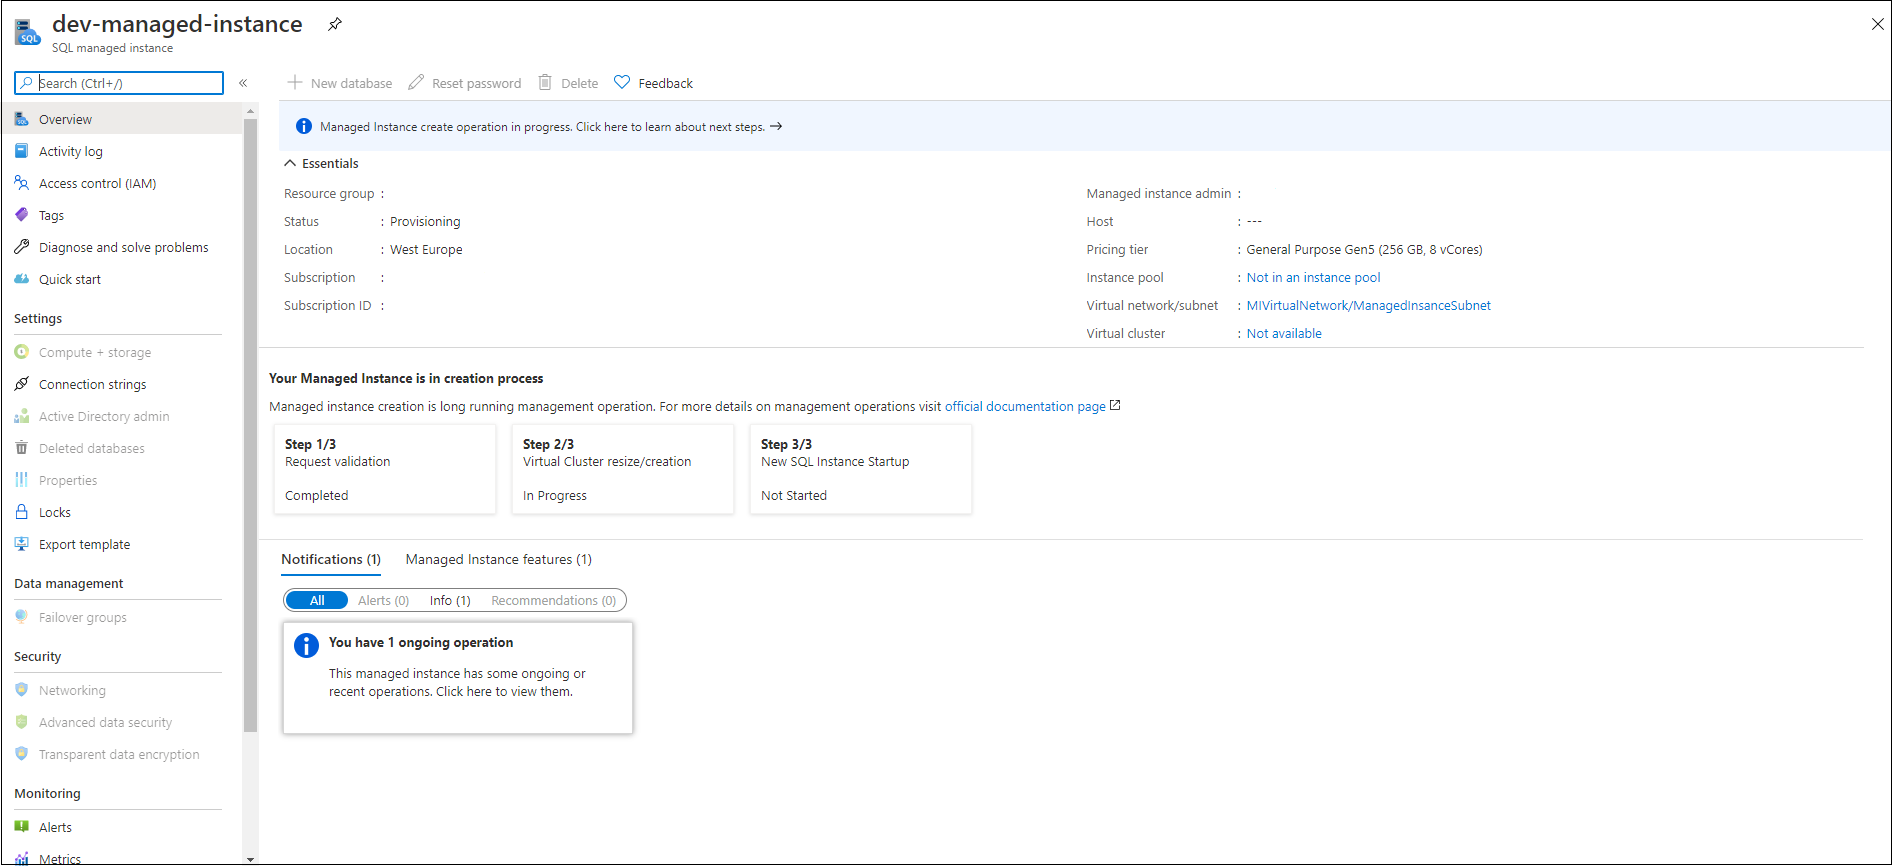 dev-managed-instance
SQL managed instance
Search (Ctrl+/)
«
Overview
Activity log
Access control (IAM)
Tags
Diagnose and solve problems
Quick start
Settings
Compute + storage
Connection strings
Active Directory admin
Deleted databases
Properties
Locks
Export template
Data management
Failover groups
Security
Networking
Advanced data security
Transparent data encryption
Monitoring
Alerts
Metrics
New database Reset password Delete Feedback
Managed Instance create operation in progress. Click here to learn about next steps. →
Essentials
Resource group :
Status : Provisioning
Location : West Europe
Subscription :
Subscription ID :
Managed instance admin :
Host : ---
Pricing tier : General Purpose Gen5 (256 GB, 8 vCores)
Instance pool : Not in an instance pool
Virtual network/subnet : MIVirtualNetwork/ManagedInsanceSubnet
Virtual cluster : Not available
Your Managed Instance is in creation process
Managed instance creation is long running management operation. For more details on management operations visit official documentation page
Step 1/3
Request validation
Completed
Step 2/3
Virtual Cluster resize/creation
In Progress
Step 3/3
New SQL Instance Startup
Not Started
Notifications (1) Managed Instance features (1)
All Alerts (0) Info (1) Recommendations (0)
You have 1 ongoing operation
This managed instance has some ongoing or
recent operations. Click here to view them.